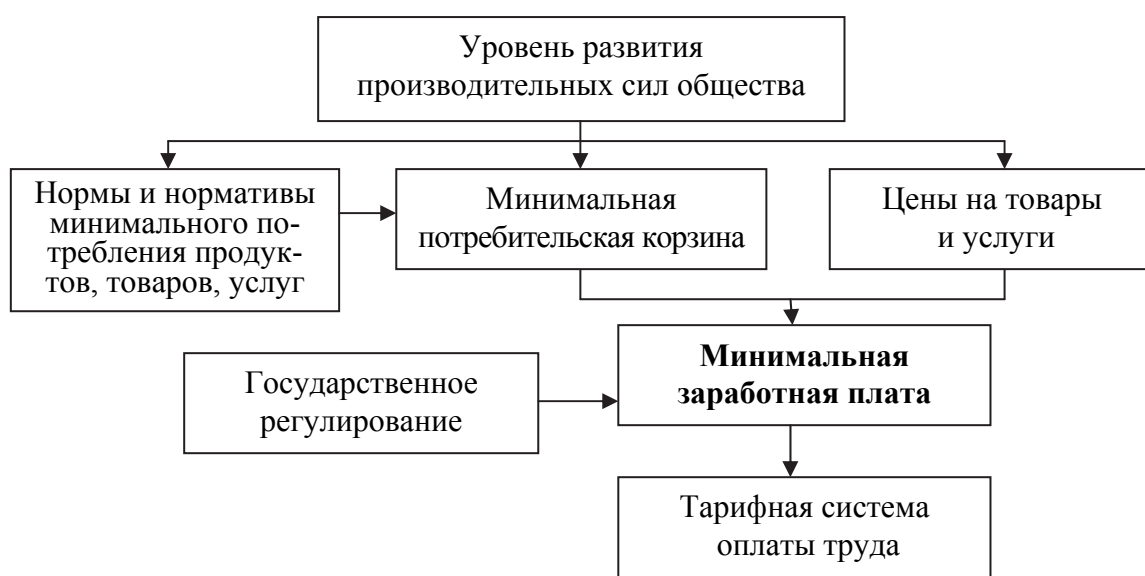 Уровень развития
производительных сил общества
Нормы и нормативы
минимального по-
требления продук-
тов, товаров, услуг
Минимальная
потребительская корзина
Цены на товары
и услуги
Государственное
регулирование
Минимальная
заработная плата
Тарифная система
оплаты труда